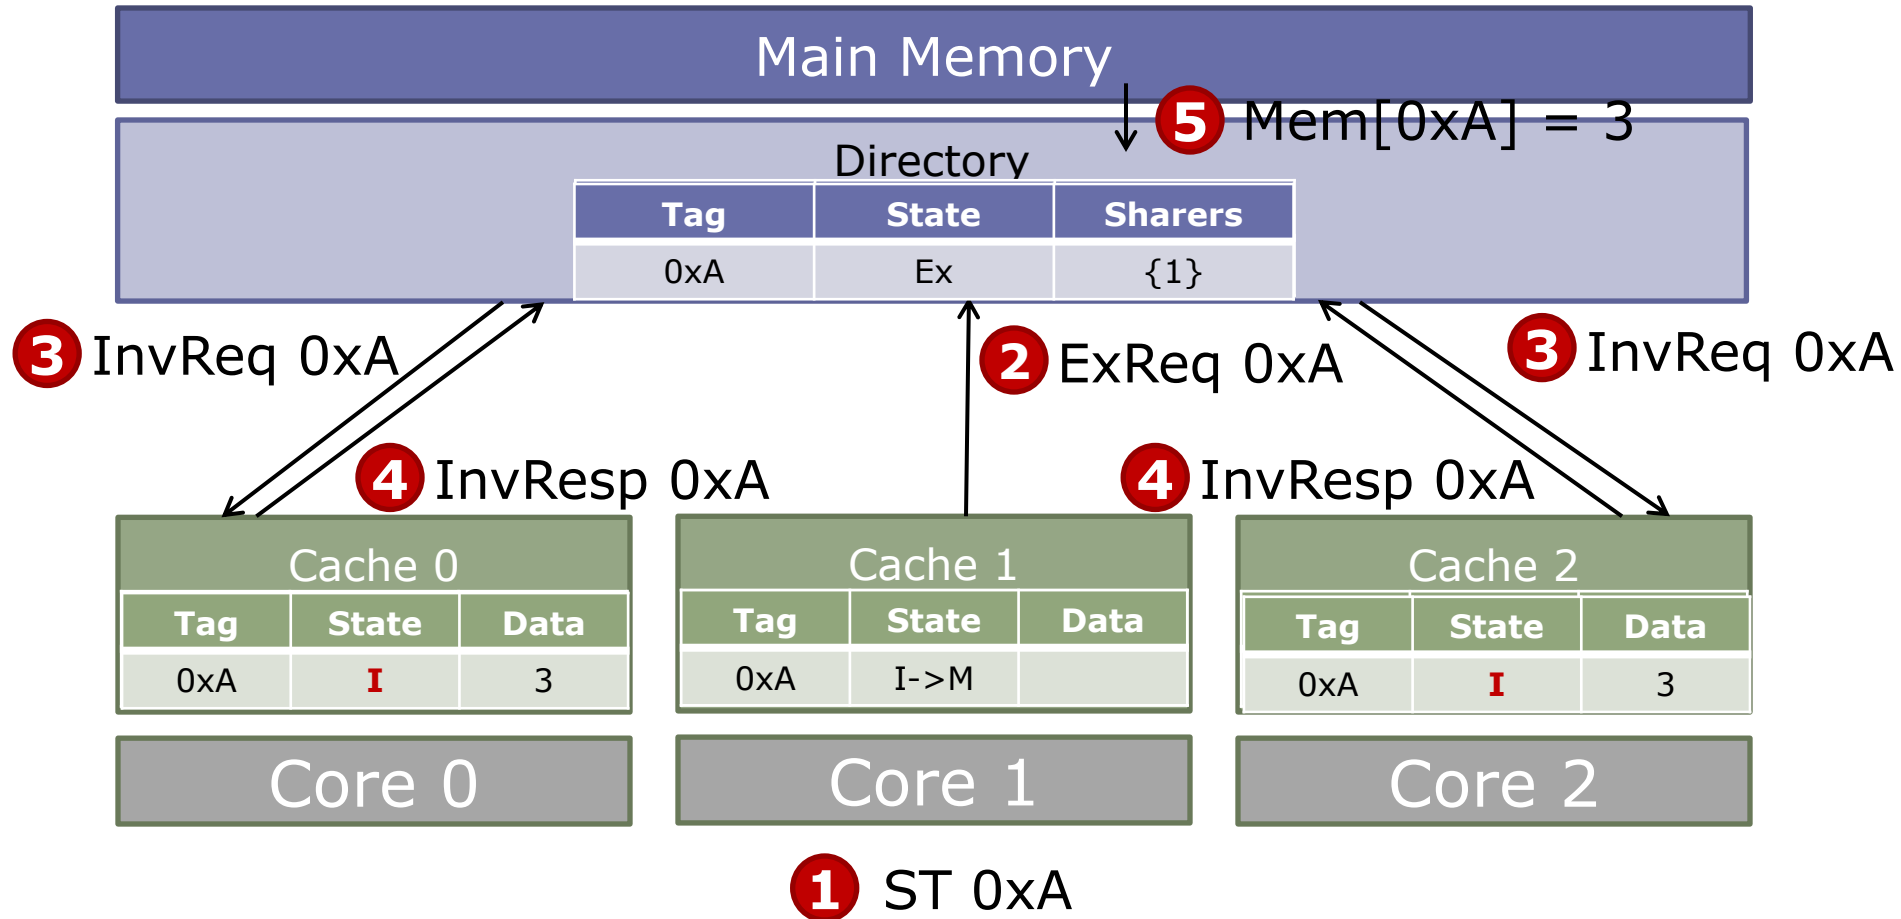 Main Memory
5 Mem[0xA] = 3
Directory
Tag State Sharers
0xA Ex {1}
3 InvReq 0xA
2 ExReq 0xA
3 InvReq 0xA
4 InvResp 0xA
4 InvResp 0xA
Cache 0
Tag State Data
0xA I 3
Cache 1
Tag State Data
0xA I->M
Cache 2
Tag State Data
0xA I 3
Core 0
Core 1
Core 2
1 ST 0xA